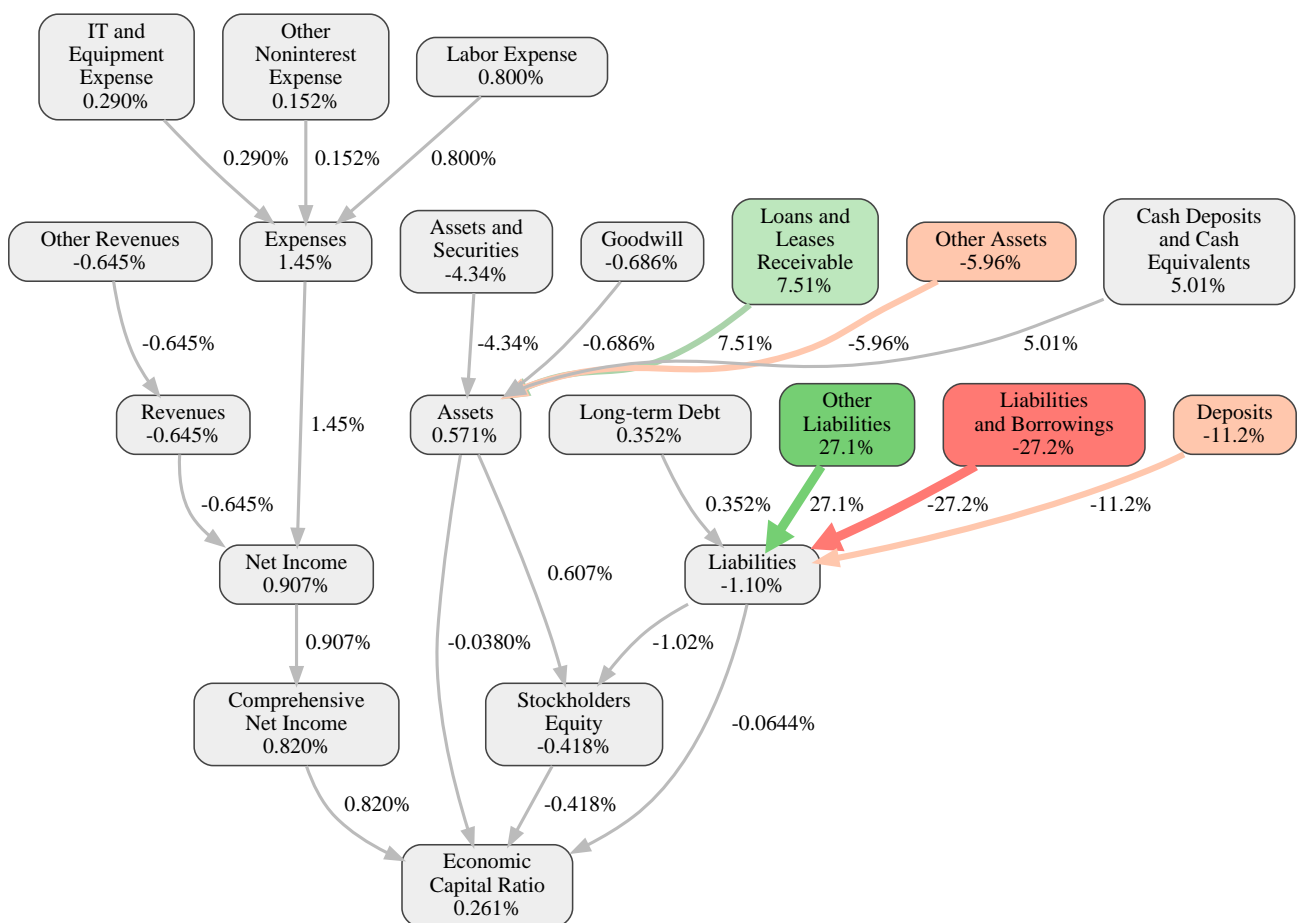 IT and
Equipment
Expense
0.290%
Other
Noninterest
Expense
0.152%
Labor Expense
0.800%
0.290%
0.152%
0.800%
Other Revenues
-0.645%
Expenses
1.45%
Assets and
Securities
-4.34%
Goodwill
-0.686%
Loans and
Leases
Receivable
7.51%
Other Assets
-5.96%
Cash Deposits
and Cash
Equivalents
5.01%
-0.645%
-4.34%
-0.686%
7.51%
-5.96%
5.01%
Revenues
-0.645%
1.45%
Assets
0.571%
Long-term Debt
0.352%
Other
Liabilities
27.1%
Liabilities
and Borrowings
-27.2%
Deposits
-11.2%
-0.645%
0.352%
27.1%
-27.2%
-11.2%
Net Income
0.907%
0.607%
Liabilities
-1.10%
0.907%
-0.0380%
-1.02%
Comprehensive
Net Income
0.820%
Stockholders
Equity
-0.418%
-0.0644%
0.820%
-0.418%
Economic
Capital Ratio
0.261%